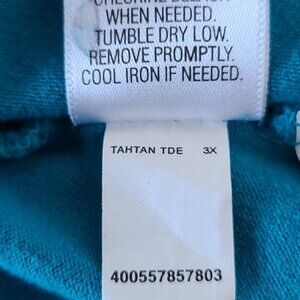 WHEN NEEDED.
TUMBLE DRY LOW.
REMOVE PROMPTLY.
COOL IRON IF NEEDED.
TAHTAN TDE 3X
400557857803